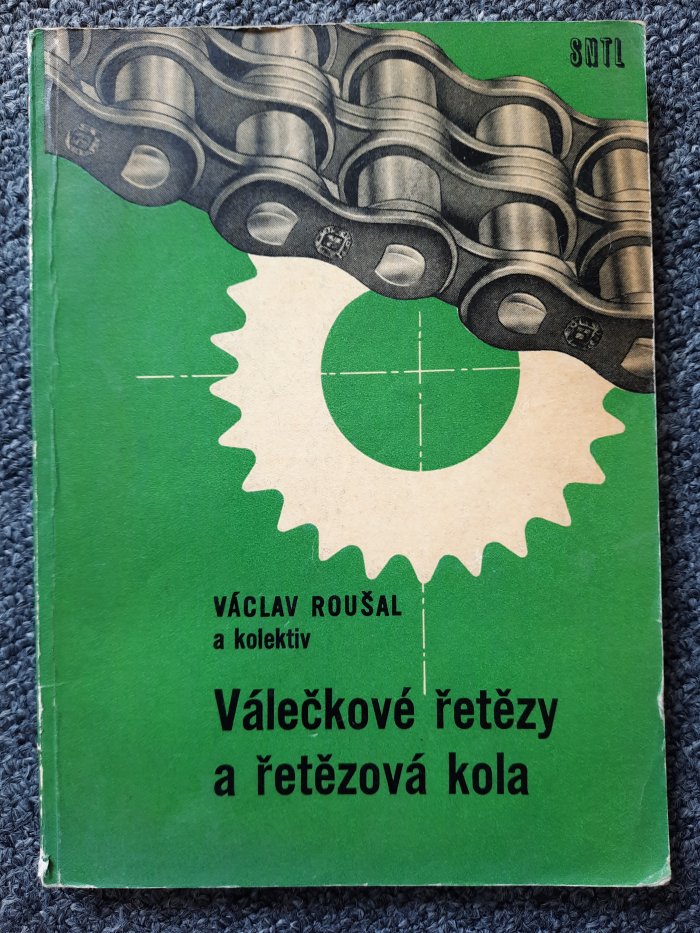 SNTL
VÁCLAV ROUŠAL
a kolektiv
Válečkové řetězy
a řetězová kola